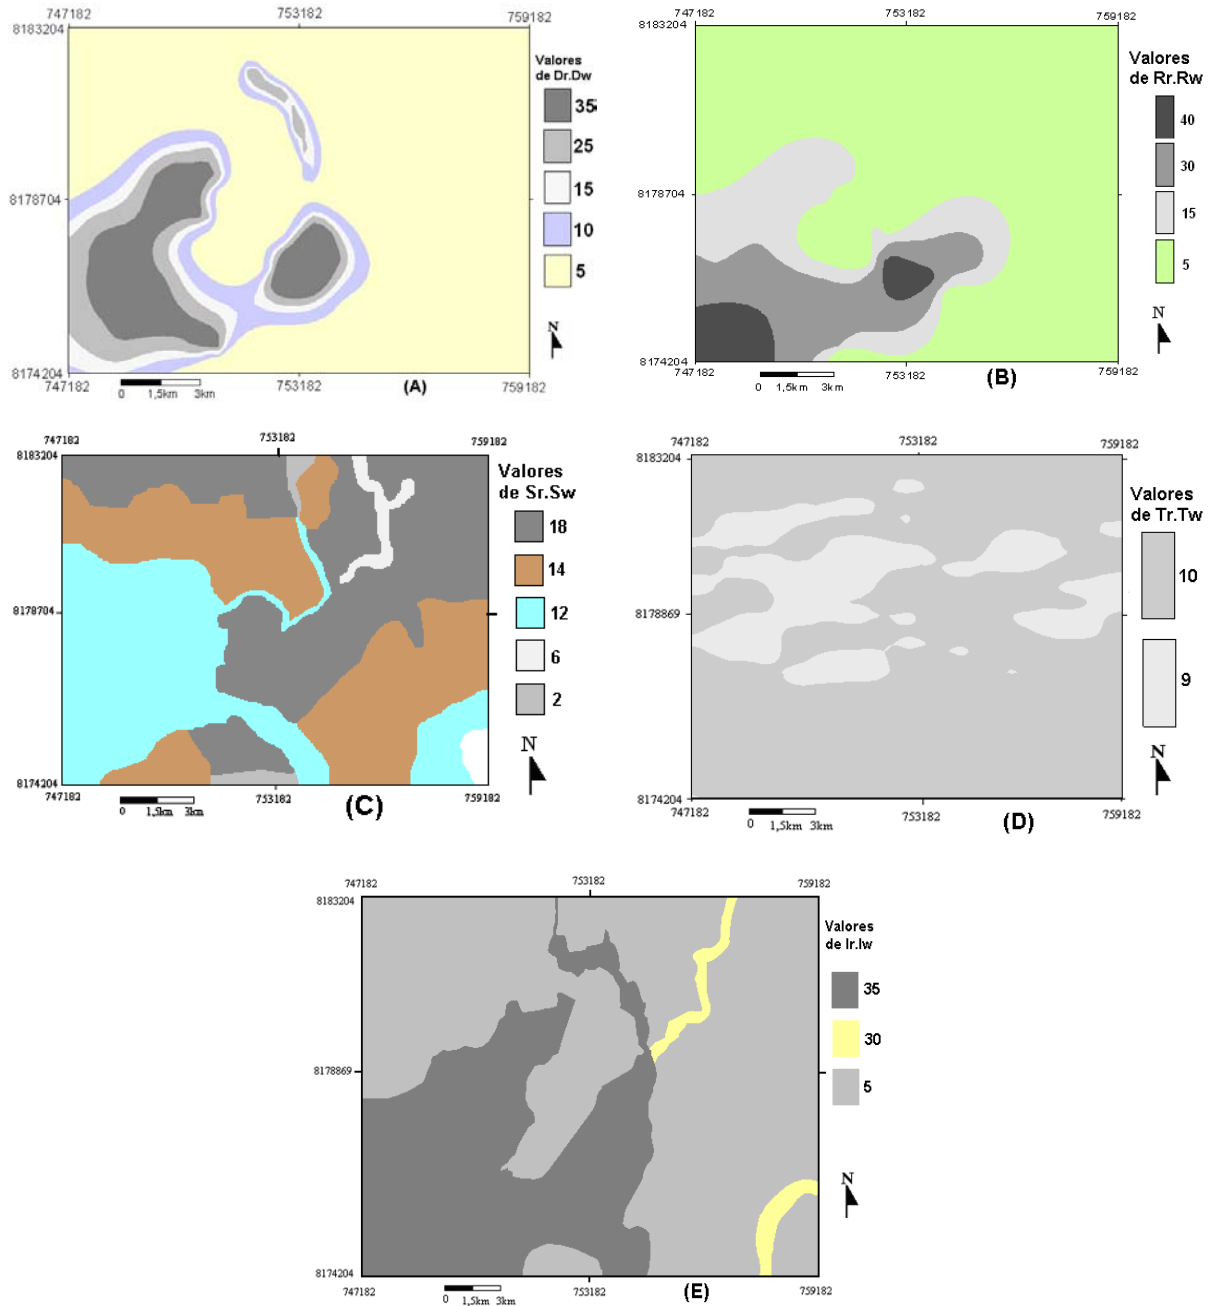 747182 753182 759182
8183204
8178704
8174204
747182 753182 759182
Valores
de Dr.Dw
35
25
15
10
5
N
0 1,5km 3km
(A)
747182 753182 759182
8183204
8178704
8174204
747182 753182 759182
Valores
de Rr.Rw
40
30
15
5
N
0 1,5km 3km
(B)
747182 753182 759182
8183204
8178704
8174204
747182 753182 759182
Valores
de Sr.Sw
18
14
12
6
2
N
0 1,5km 3km
(C)
747182 753182 759182
8183204
8178869
8174204
747182 753182 759182
Valores
de Tr.Tw
10
9
N
0 1,5km 3km
(D)
747182 753182 759182
8183204
8178869
8174204
747182 753182 759182
Valores
de Ir.Iw
35
30
5
N
0 1,5km 3km
(E)